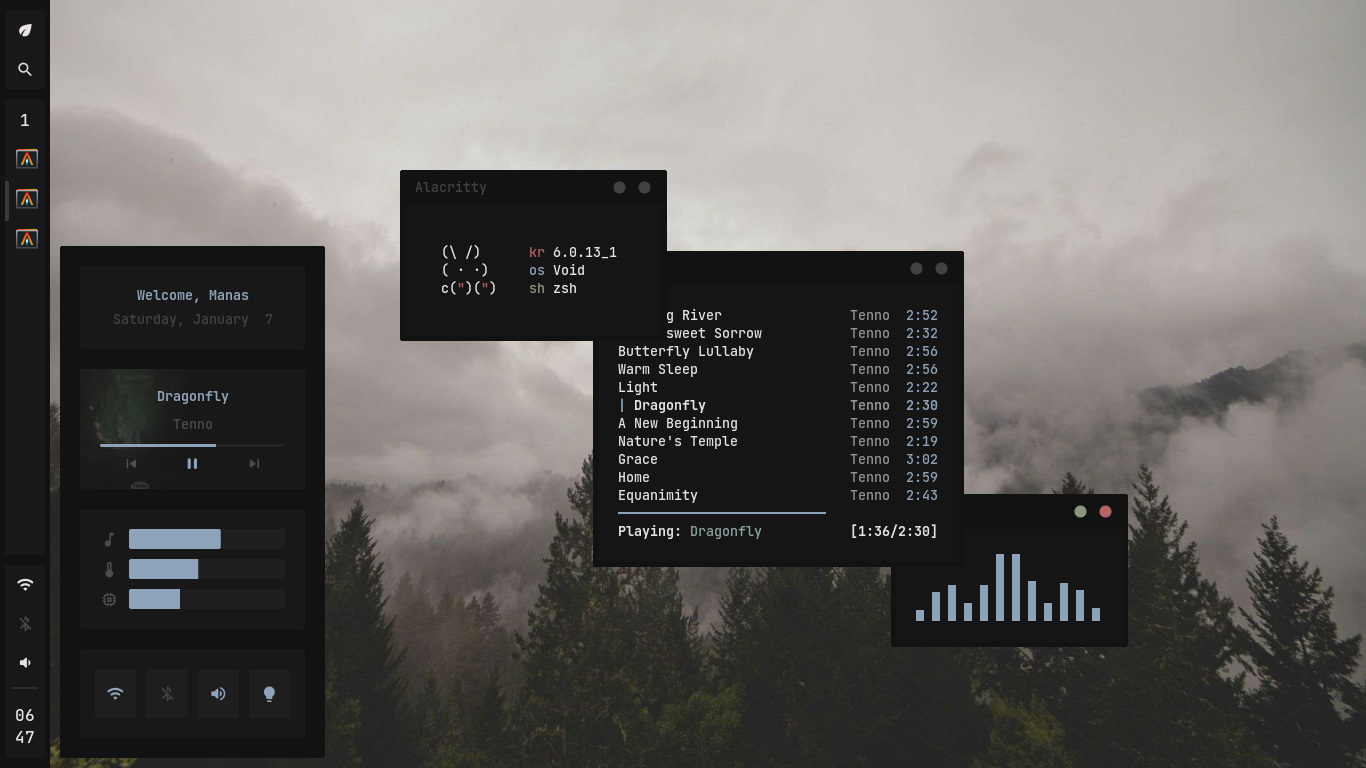 1
06
47
Welcome, Manas
Saturday, January 7
Dragonfly
Tenno
Alacritty
(\ /)
( · ·)
c(")(")
kr 6.0.13_1
os Void
sh zsh
g River Tenno 2:52
sweet Sorrow Tenno 2:32
Butterfly Lullaby Tenno 2:56
Warm Sleep Tenno 2:56
Light Tenno 2:22
| Dragonfly Tenno 2:30
A New Beginning Tenno 2:59
Nature's Temple Tenno 2:19
Grace Tenno 3:02
Home Tenno 2:59
Equanimity Tenno 2:43
Playing: Dragonfly [1:36/2:30]